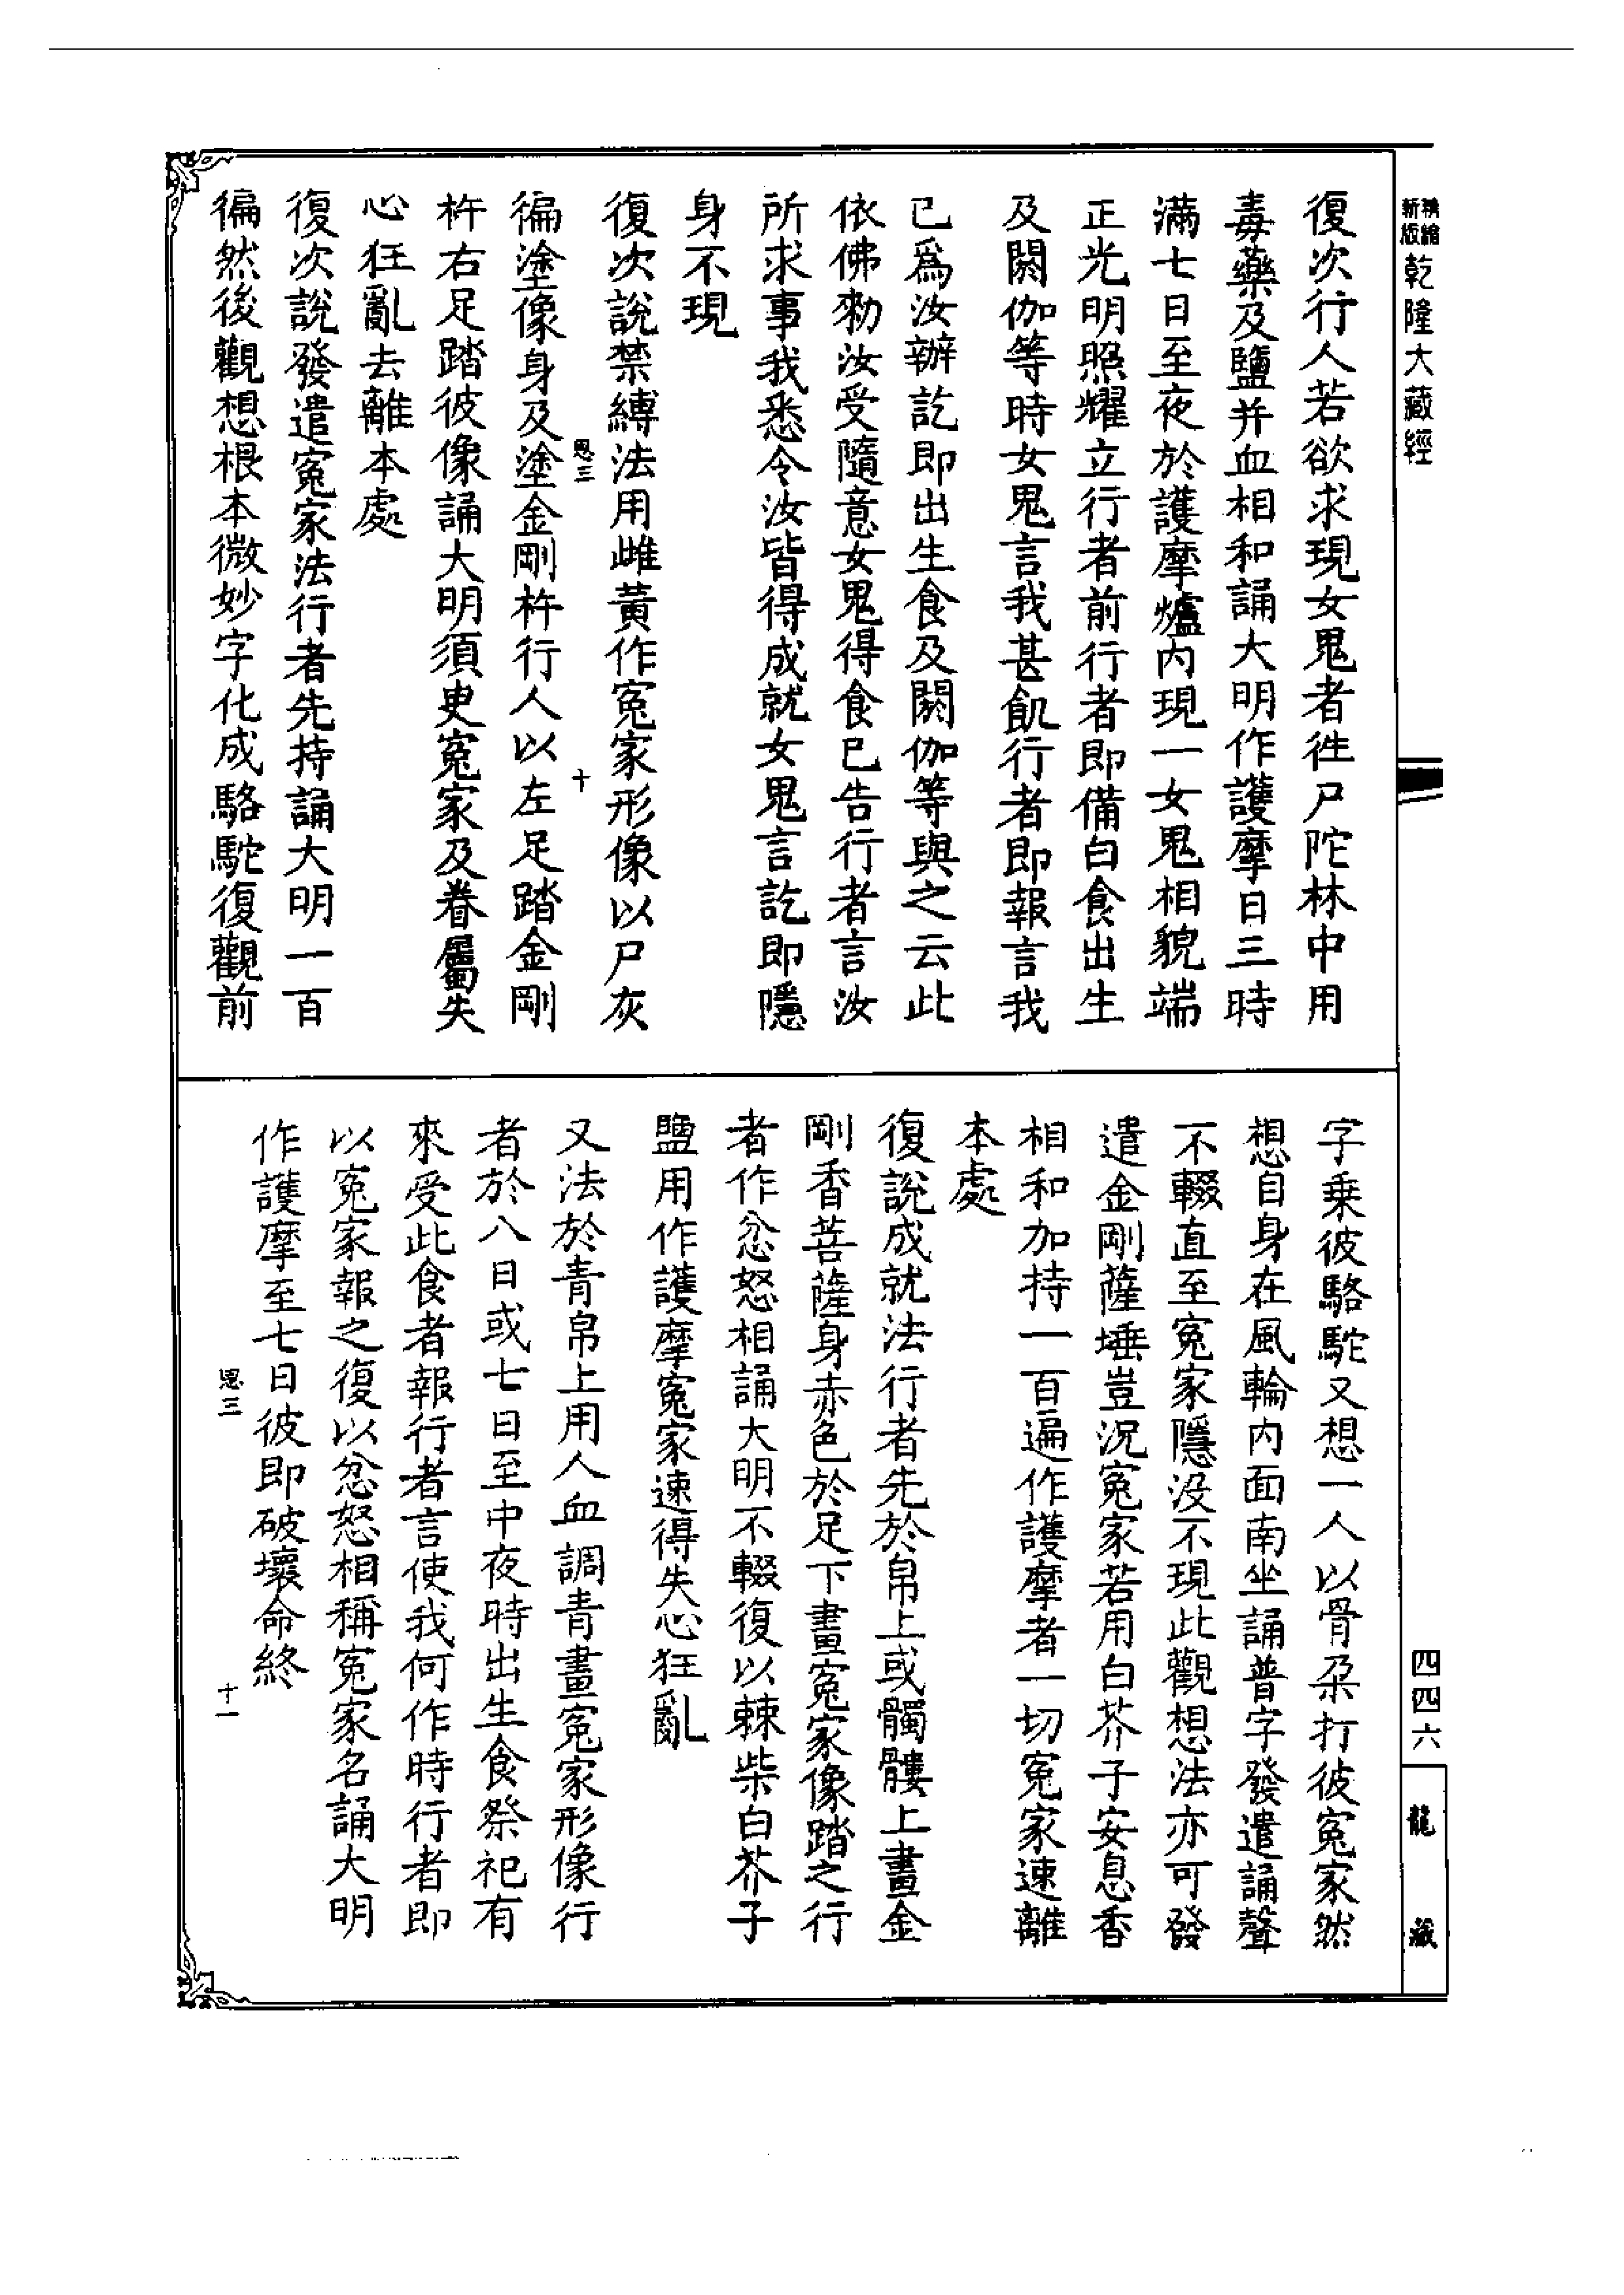 精縮
新版
乾隆大藏經
復次行人若欲求現女鬼者徃尸陀林中用
毒藥及鹽并血相和誦大明作護摩日三時
滿七日至夜於護摩爐內現一女鬼相貌端
正光明照耀立行者前行者即備白食出生
及閼伽等時女鬼言我甚飢行者即報言我
已爲汝辦訖即出生食及閼伽等與之云此
依佛勑汝受隨意女鬼得食已告行者言汝
所求事我悉令汝皆得成就女鬼言訖即隱
身不現
復次說禁縛法用雌黃作寃家形像以尸灰
思三
十
徧塗像身及塗金剛杵行人以左足踏金剛
杵右足踏彼像誦大明須臾寃家及眷屬失
心狂亂去離本處
復次說發遣寃家法行者先持誦大明一百
徧然後觀想根本微妙字化成駱駝復觀前
字乗彼駱駝又想一人以骨朶打彼寃家然
想自身在風輪內面南坐誦普字發遣誦聲
不輟直至寃家隱没不現此觀想法亦可發
遣金剛薩埵豈況寃家若用白芥子安息香
相和加持一百遍作護摩者一切寃家速離
本處
復說成就法行者先於帛上或髑髏上畫金
剛香菩薩身赤色於足下畫寃家像踏之行
者作忿怒相誦大明不輟復以棘柴白芥子
鹽用作護摩寃家速得失心狂亂
又法於青帛上用人血調青畫寃家形像行
者於八日或七日至中夜時出生食祭祀有
來受此食者報行者言使我何作時行者即
以寃家報之復以忿怒相稱寃家名誦大明
作護摩至七日彼即破壞命終
思三
十一
四四六
龍藏